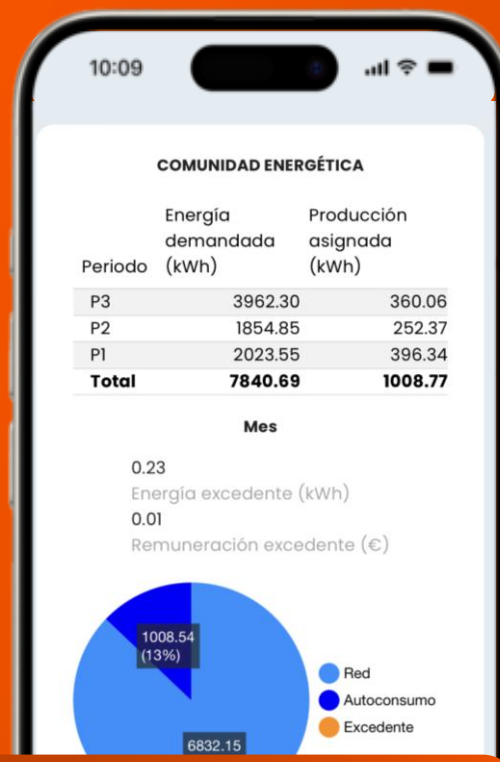 10:09
COMUNIDAD ENERGÉTICA
Energía Producción
demandada asignada
Periodo (kWh) (kWh)
P3 3962.30 360.06
P2 1854.85 252.37
P1 2023.55 396.34
Total 7840.69 1008.77
Mes
0.23
Energía excedente (kWh)
0.01
Remuneración excedente (€)
1008.54
(13%)
Red
Autoconsumo
Excedente
6832.15